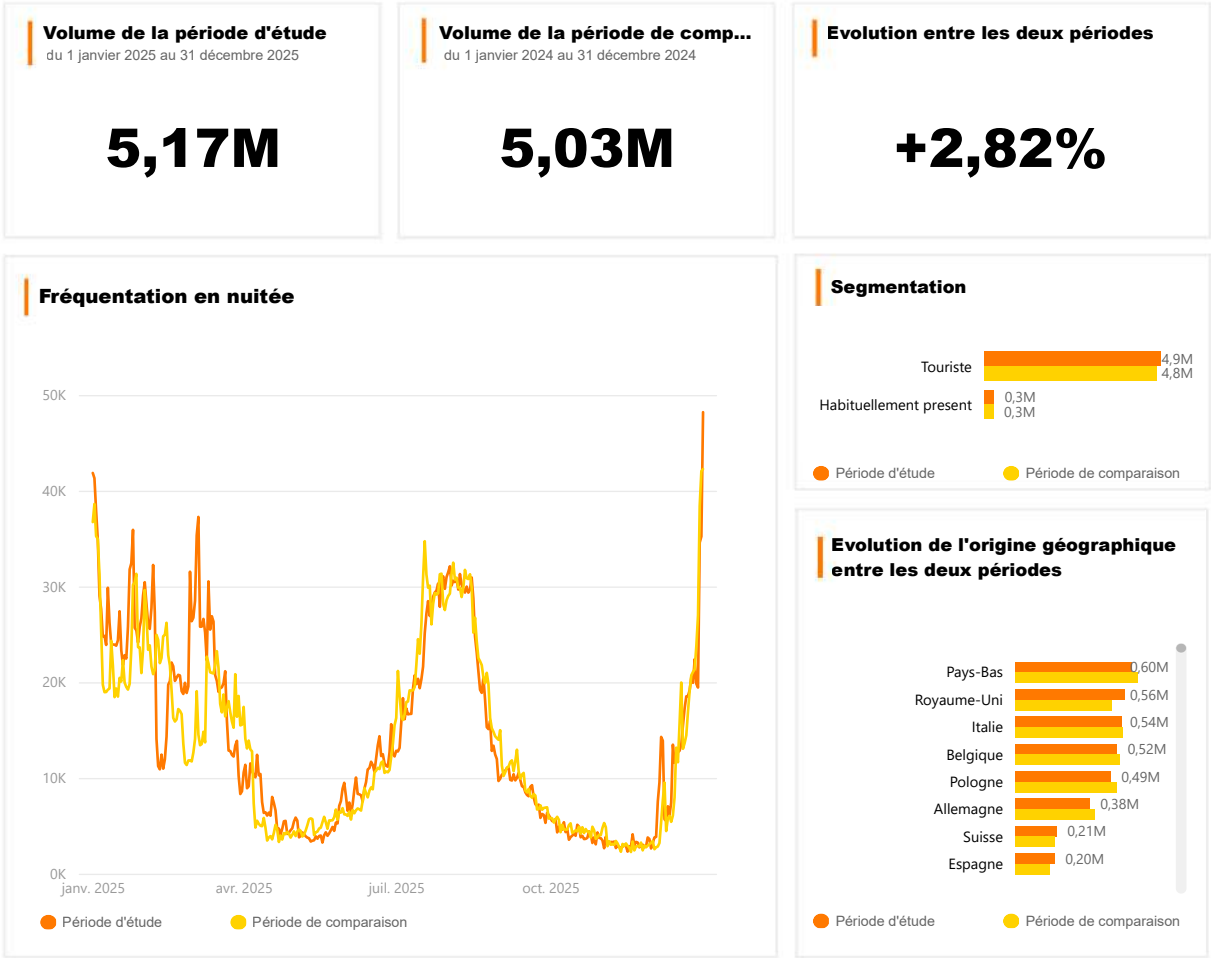 Volume de la période d'étude
du 1 janvier 2025 au 31 décembre 2025
5,17M
Volume de la période de comp...
du 1 janvier 2024 au 31 décembre 2024
5,03M
Evolution entre les deux périodes
+2,82%
Fréquentation en nuitée
50K
40K
30K
20K
10K
0K
janv. 2025
avr. 2025
juil. 2025
oct. 2025
Période d'étude
Période de comparaison
Segmentation
Touriste
4,9M
4,8M
Habituellement present
0,3M
0,3M
Période d'étude
Période de comparaison
Evolution de l'origine géographique
entre les deux périodes
Pays-Bas
0,60M
Royaume-Uni
0,56M
Italie
0,54M
Belgique
0,52M
Pologne
0,49M
Allemagne
0,38M
Suisse
0,21M
Espagne
0,20M
Période d'étude
Période de comparaison